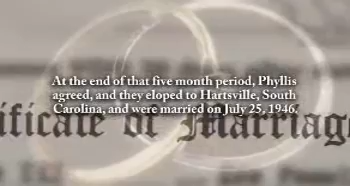 At the end of that five month period, Phyllis
agreed, and they eloped to Hartsville, South
Carolina, and were married on July 25, 1946.
ificate of Marriag